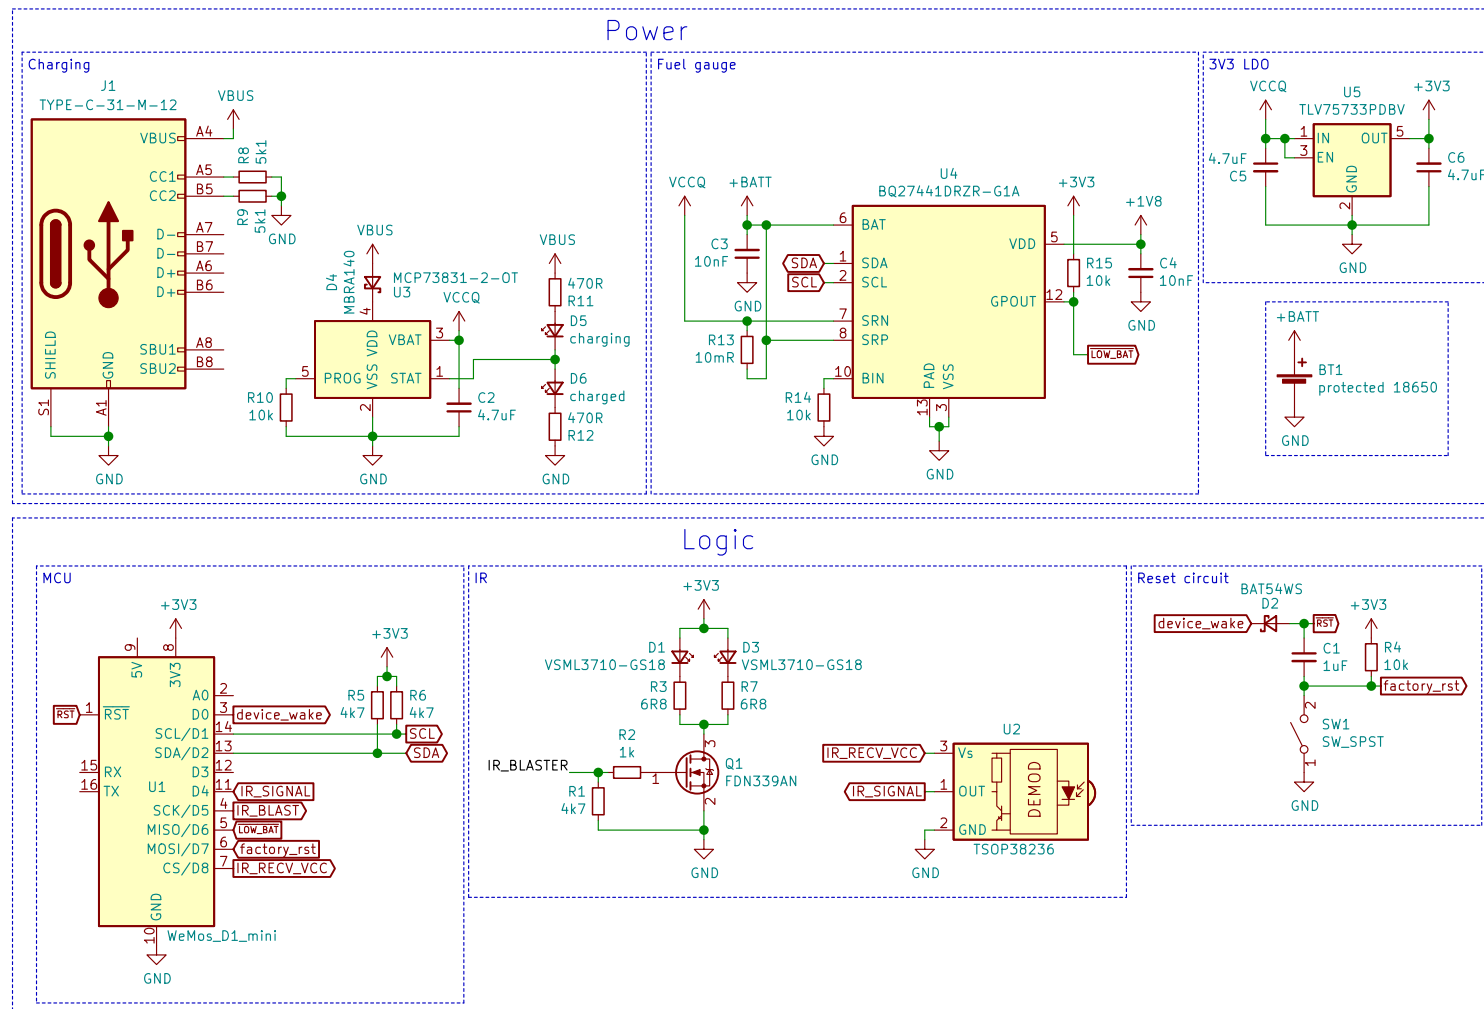 Power
Charging
J1
TYPE-C-31-M-12
VBUS
VBUS
A4
CC1
A5
CC2
B5
R8
5k1
R9
5k1
GND
D-
A7
D-
B7
D+
A6
D+
B6
SBU1
A8
SBU2
B8
SHIELD
GND
S1
A1
GND
VBUS
D4
MBRA140
MCP73831-2-OT
U3
VCCQ
4
VDD
VBAT
3
5
PROG
VSS
STAT
1
2
R10
10k
C2
4.7uF
GND
VBUS
470R
R11
D5
charging
D6
charged
470R
R12
GND
Fuel gauge
VCCQ
+BATT
C3
10nF
GND
SDA
SCL
R13
10mR
R14
10k
GND
U4
BQ27441DRZR-G1A
6
BAT
1
SDA
2
SCL
7
SRN
8
SRP
10
BIN
VDD
5
GPOUT
12
PAD
VSS
13
3
GND
+3V3
R15
10k
+1V8
C4
10nF
GND
LOW_BAT
3V3 LDO
VCCQ
U5
TLV75733PDBV
+3V3
1
IN
OUT
5
3
EN
GND
2
4.7uF
C5
C6
4.7uF
GND
+BATT
+
BT1
protected 18650
GND
Logic
MCU
+3V3
9
8
5V
3V3
RST
1
RST
A0
2
D0
3
device_wake
SCL/D1
14
SCL
SDA/D2
13
SDA
+3V3
R5
4k7
R6
4k7
15
RX
D3
12
16
TX
U1
D4
11
IR_SIGNAL
SCK/D5
4
IR_BLAST
MISO/D6
5
LOW_BAT
MOSI/D7
6
factory_rst
CS/D8
7
IR_RECV_VCC
GND
10
WeMos_D1_mini
GND
IR
+3V3
D1
VSML3710-GS18
D3
VSML3710-GS18
R3
6R8
R7
6R8
IR_BLASTER
R2
1k
R1
4k7
1
3
2
Q1
FDN339AN
GND
U2
IR_RECV_VCC
3
Vs
IR_SIGNAL
1
OUT
2
GND
DEMOD
TSOP38236
GND
Reset circuit
BAT54WS
D2
device_wake
RST
+3V3
C1
1uF
R4
10k
factory_rst
2
SW1
SW_SPST
1
GND